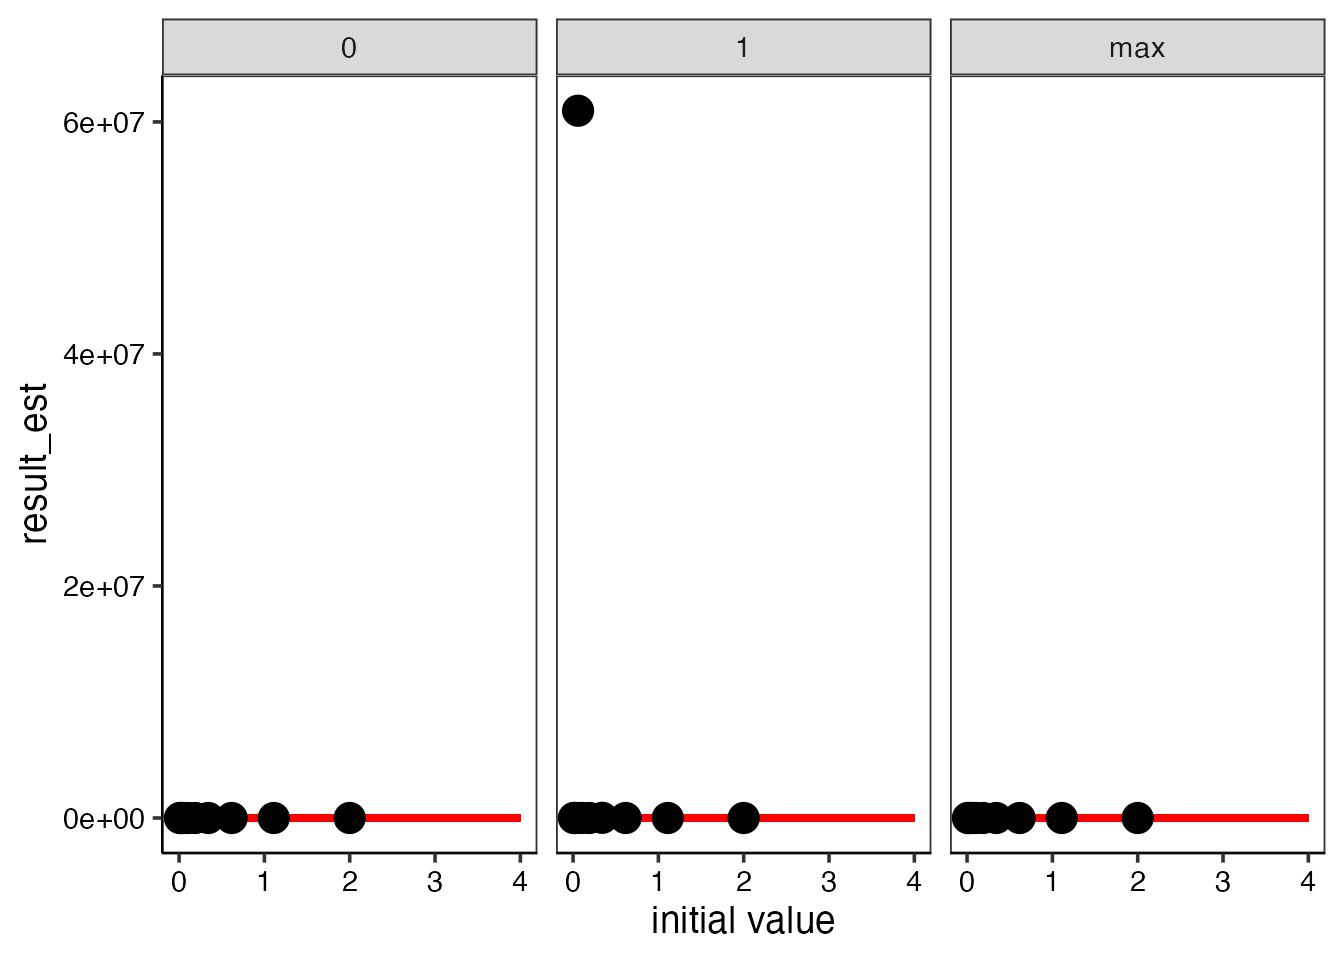 0 1 max
6e+07
4e+07
2e+07
0e+00
result_est
0 1 2 3 4 0 1 2 3 4 0 1 2 3 4
initial value